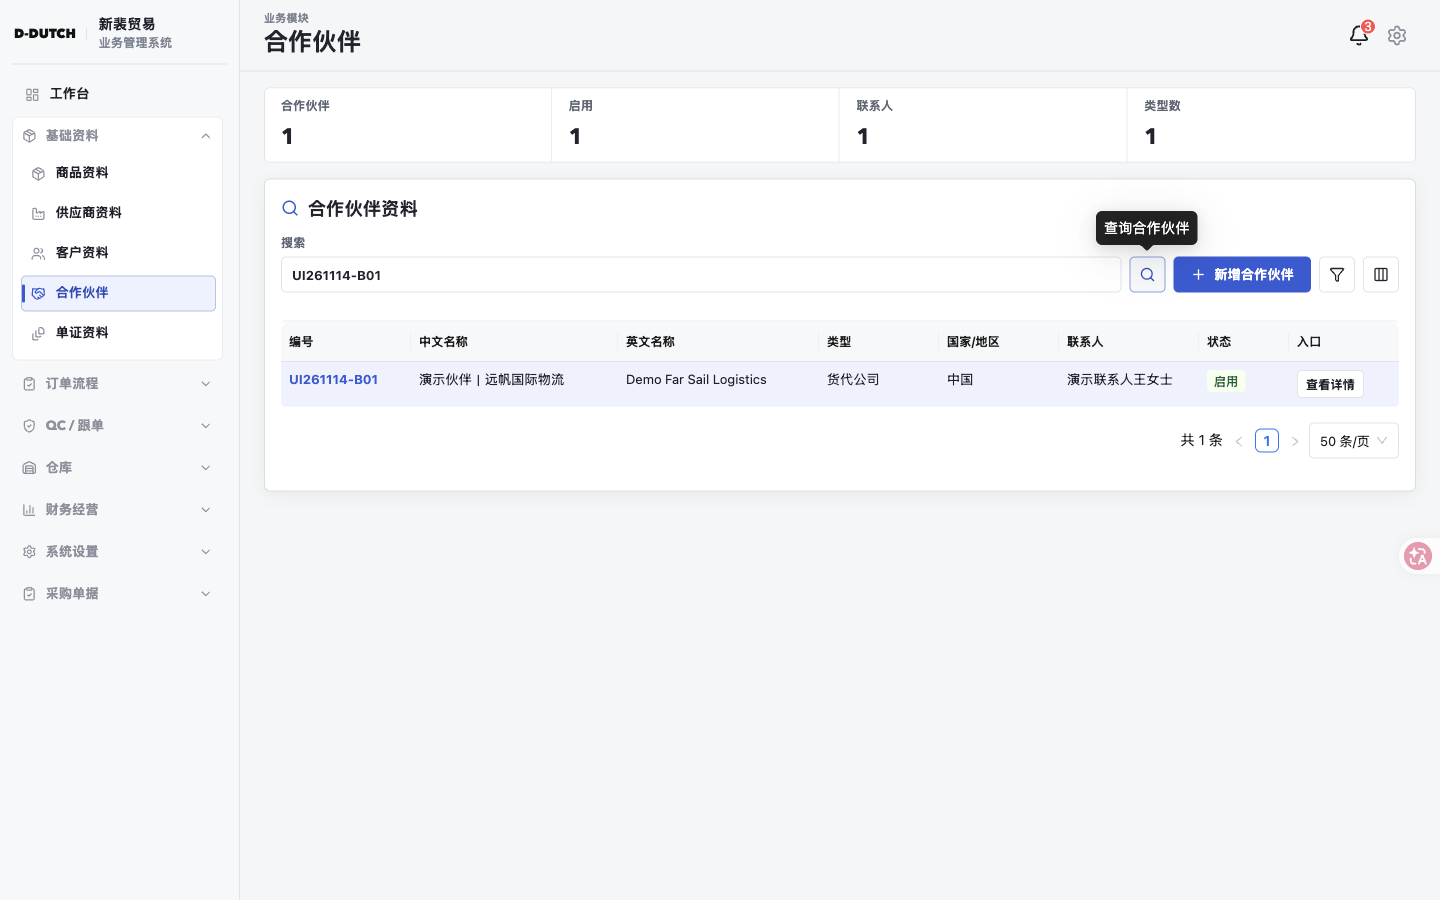 D-DUTCH
新裴贸易
业务管理系统
工作台
基础资料
商品资料
供应商资料
客户资料
合作伙伴
单证资料
订单流程
QC / 跟单
仓库
财务经营
系统设置
采购单据
业务模块
合作伙伴
3
合作伙伴
1
启用
1
联系人
1
类型数
1
合作伙伴资料
查询合作伙伴
搜索
UI261114-B01
新增合作伙伴
编号 中文名称 英文名称 类型 国家/地区 联系人 状态 入口
UI261114-B01 演示伙伴 | 远帆国际物流 Demo Far Sail Logistics 货代公司 中国 演示联系人王女士 启用 查看详情
共 1 条 1 50 条/页